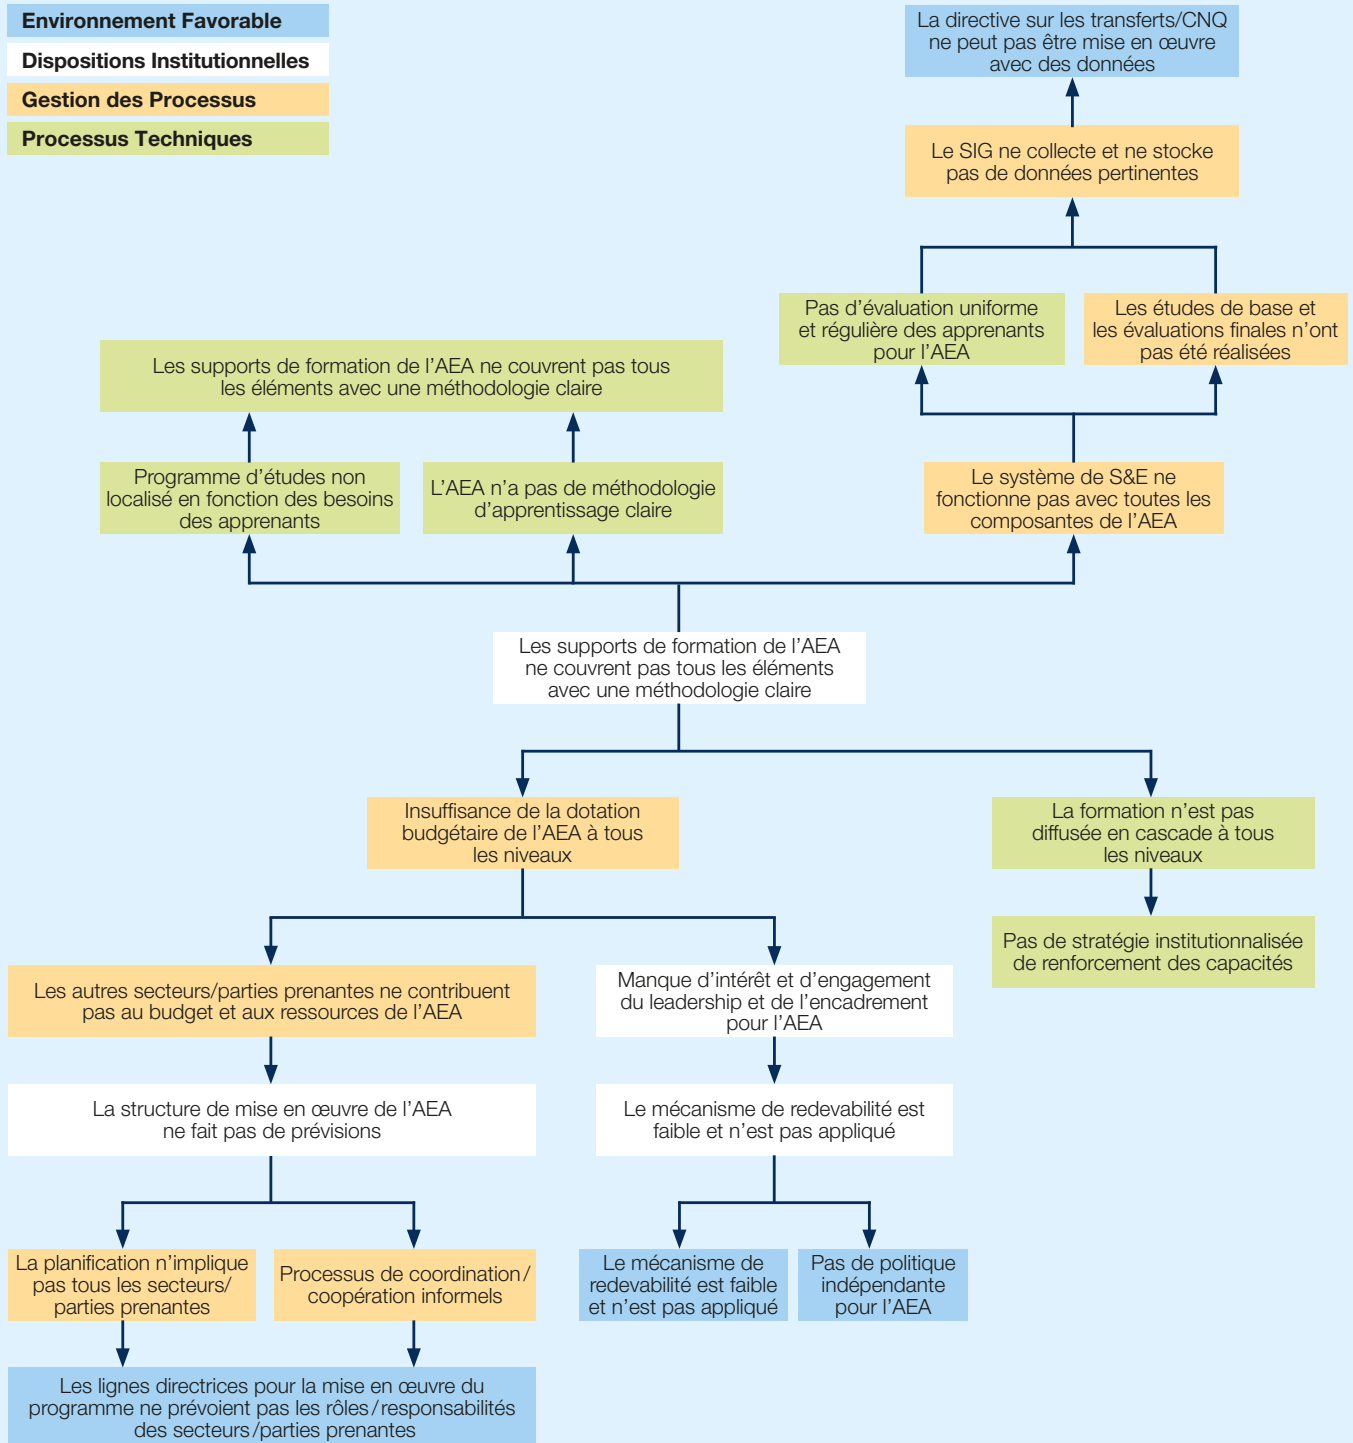 Environnement Favorable
Dispositions Institutionnelles
Gestion des Processus
Processus Techniques
La directive sur les transferts/CNQ
ne peut pas être mise en œuvre
avec des données
Le SIG ne collecte et ne stocke
pas de données pertinentes
Pas d’évaluation uniforme
et régulière des apprenants
pour l’AEA
Les études de base et
les évaluations finales n’ont
pas été réalisées
Les supports de formation de l’AEA ne couvrent pas tous
les éléments avec une méthodologie claire
Programme d’études non
localisé en fonction des besoins
des apprenants
L’AEA n’a pas de méthodologie
d’apprentissage claire
Le système de S&E ne
fonctionne pas avec toutes les
composantes de l’AEA
Les supports de formation de l’AEA
ne couvrent pas tous les éléments
avec une méthodologie claire
Insuffisance de la dotation
budgétaire de l’AEA à tous
les niveaux
La formation n’est pas
diffusée en cascade à tous
les niveaux
Pas de stratégie institutionnalisée
de renforcement des capacités
Les autres secteurs/parties prenantes ne contribuent
pas au budget et aux ressources de l’AEA
Manque d’intérêt et d’engagement
du leadership et de l’encadrement
pour l’AEA
La structure de mise en œuvre de l’AEA
ne fait pas de prévisions
Le mécanisme de redevabilité est
faible et n’est pas appliqué
La planification n’implique
pas tous les secteurs/
parties prenantes
Processus de coordination/
coopération informels
Le mécanisme de
redevabilité est faible
et n’est pas appliqué
Pas de politique
indépendante
pour l’AEA
Les lignes directrices pour la mise en œuvre du
programme ne prévoient pas les rôles/responsabilités
des secteurs/parties prenantes